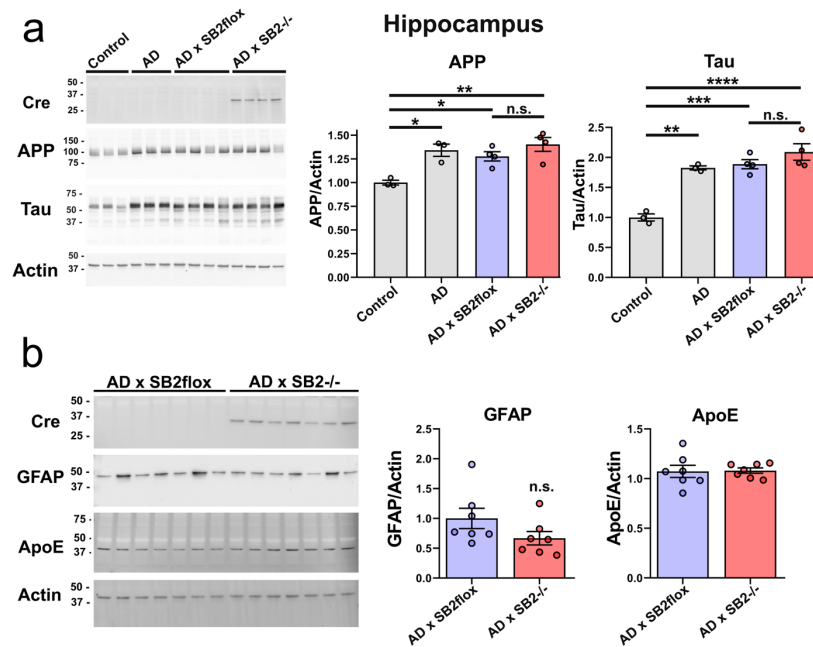 a
Hippocampus
Control
AD
AD x SB2flox
AD x SB2-/-
Cre
50 -
37 -
25 -
APP
150 -
100 -
75 -
Tau
75 -
50 -
37 -
Actin
50 -
37 -
APP
**
*
n.s.
*
APP/Actin
1.50
1.25
1.00
0.75
0.50
0.25
0.00
Control
AD
AD x SB2flox
AD x SB2-/-
Tau
****
***
n.s.
**
Tau/Actin
2.5
2.0
1.5
1.0
0.5
0.0
Control
AD
AD x SB2flox
AD x SB2-/-
b
AD x SB2flox
AD x SB2-/-
Cre
50 -
37 -
25 -
GFAP
50 -
37 -
ApoE
75 -
50 -
37 -
Actin
50 -
37 -
GFAP
n.s.
GFAP/Actin
2.5
2.0
1.5
1.0
0.5
0.0
AD x SB2flox
AD x SB2-/-
ApoE
ApoE/Actin
1.5
1.0
0.5
0.0
AD x SB2flox
AD x SB2-/-